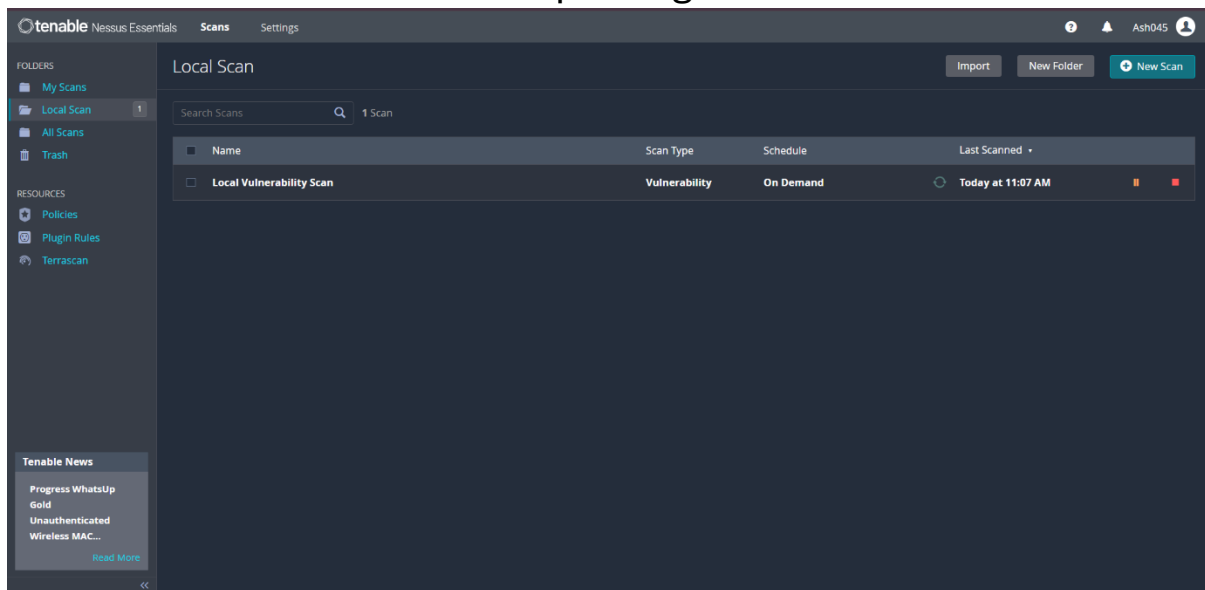 tenable Nessus Essentials Scans Settings Ash045
FOLDERS
My Scans
Local Scan 1
All Scans
Trash
RESOURCES
Policies
Plugin Rules
Terrascan
Tenable News
Progress WhatsUp
Gold
Unauthenticated
Wireless MAC...
Read More
Local Scan Import New Folder New Scan
Search Scans 1 Scan
Name Scan Type Schedule Last Scanned
Local Vulnerability Scan Vulnerability On Demand Today at 11:07 AM